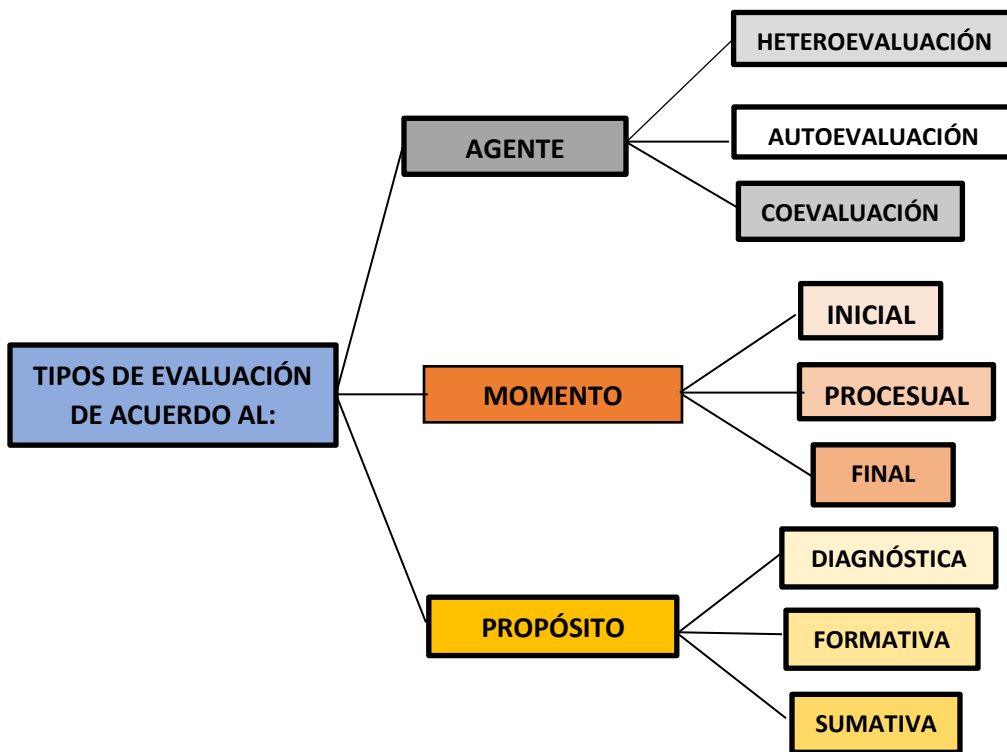 TIPOS DE EVALUACIÓN
DE ACUERDO AL:
AGENTE
HETEROEVALUACIÓN
AUTOEVALUACIÓN
COEVALUACIÓN
MOMENTO
INICIAL
PROCESUAL
FINAL
PROPÓSITO
DIAGNÓSTICA
FORMATIVA
SUMATIVA